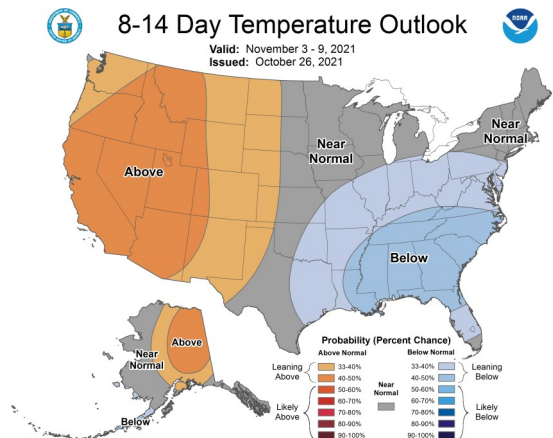 8-14 Day Temperature Outlook
Valid: November 3 - 9, 2021
Issued: October 26, 2021
NOAA
Near
Normal
Near
Normal
Above
Below
Above
Near
Normal
Below
Probability (Percent Chance)
Above Normal
Below Normal
Leaning
Above
33-40%
40-50%
Likely
Above
50-60%
60-70%
70-80%
80-90%
90-100%
Near
Normal
33-40%
40-50%
Leaning
Below
50-60%
60-70%
70-80%
80-90%
90-100%
Likely
Below